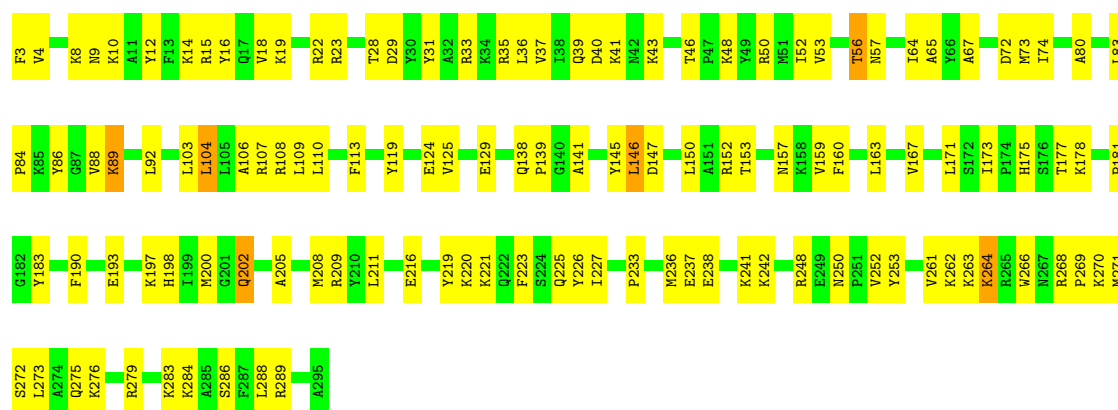 F3 V4 K8 N9 K10 A11 Y12 F13 K14 R15 Y16 Q17 V18 K19 R22 R23 T28 D29 Y30 Y31 A32 R33 K34 R35 L36 V37 I38 Q39 D40 K41 N42 K43 T46 P47 K48 Y49 R50 M51 I52 V53 T56 N57 I64 A65 Y66 A67 D72 M73 I74 A80 L83
P84 K85 Y86 G87 V88 K89 L92 L103 L104 L105 A106 R107 R108 L109 L110 F113 Y119 E124 V125 E129 Q138 P139 G140 A141 Y145 L146 D147 L150 A151 R152 T153 N157 K158 V159 F160 L163 V167 L171 S172 I173 P174 H175 S176 T177 K178
G182 Y183 F190 E193 K197 H198 I199 M200 G201 Q202 A205 M208 R209 Y210 L211 E216 Y219 K220 K221 Q222 F223 S224 Q225 Y226 I227 P233 M236 E237 E238 K241 K242 R248 E249 N250 P251 V252 Y253 V261 K262 K263 K264 R265 W266 N267 R268 P269 K270
S272 L273 A274 Q275 K276 R279 K283 K284 A285 S286 F287 L288 R289 A295